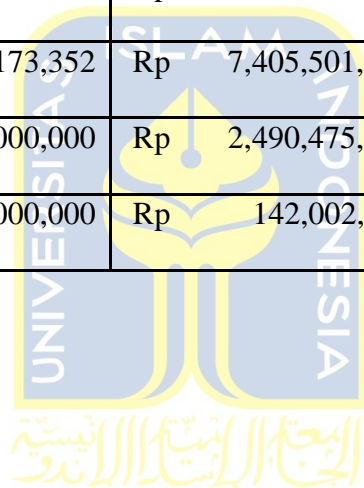 ISLAM
UNIVERSITAS
INDONESIA
173,352 Rp 7,405,501,
000,000 Rp 2,490,475,
000,000 Rp 142,002,